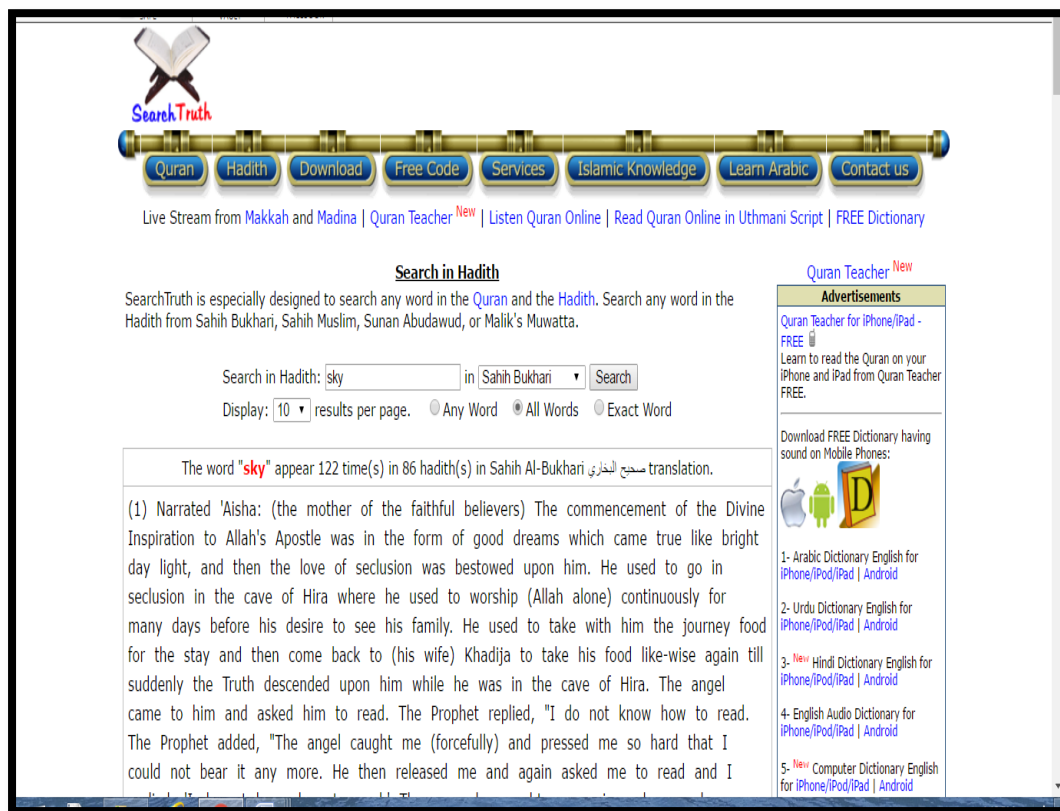 SearchTruth
Quran Hadith Download Free Code Services Islamic Knowledge Learn Arabic Contact us
Live Stream from Makkah and Madina | Quran Teacher New | Listen Quran Online | Read Quran Online in Uthmani Script | FREE Dictionary
Search in Hadith
SearchTruth is especially designed to search any word in the Quran and the Hadith. Search any word in the
Hadith from Sahih Bukhari, Sahih Muslim, Sunan Abudawud, or Malik's Muwatta.
Search in Hadith: sky in Sahih Bukhari Search
Display: 10 results per page. Any Word All Words Exact Word
The word "sky" appear 122 time(s) in 86 hadith(s) in Sahih Al-Bukhari صحيح البخاري translation.
(1) Narrated 'Aisha: (the mother of the faithful believers) The commencement of the Divine
Inspiration to Allah's Apostle was in the form of good dreams which came true like bright
day light, and then the love of seclusion was bestowed upon him. He used to go in
seclusion in the cave of Hira where he used to worship (Allah alone) continuously for
many days before his desire to see his family. He used to take with him the journey food
for the stay and then come back to (his wife) Khadija to take his food like-wise again till
suddenly the Truth descended upon him while he was in the cave of Hira. The angel
came to him and asked him to read. The Prophet replied, "I do not know how to read.
The Prophet added, "The angel caught me (forcefully) and pressed me so hard that I
could not bear it any more. He then released me and again asked me to read and I
Quran Teacher New
Advertisements
Quran Teacher for iPhone/iPad -
FREE
Learn to read the Quran on your
iPhone and iPad from Quran Teacher
FREE.
Download FREE Dictionary having
sound on Mobile Phones:
D
1- Arabic Dictionary English for
iPhone/iPod/iPad | Android
2- Urdu Dictionary English for
iPhone/iPod/iPad | Android
3- New Hindi Dictionary English for
iPhone/iPod/iPad | Android
4- English Audio Dictionary for
iPhone/iPod/iPad | Android
5- New Computer Dictionary English
for iPhone/iPod/iPad | Android